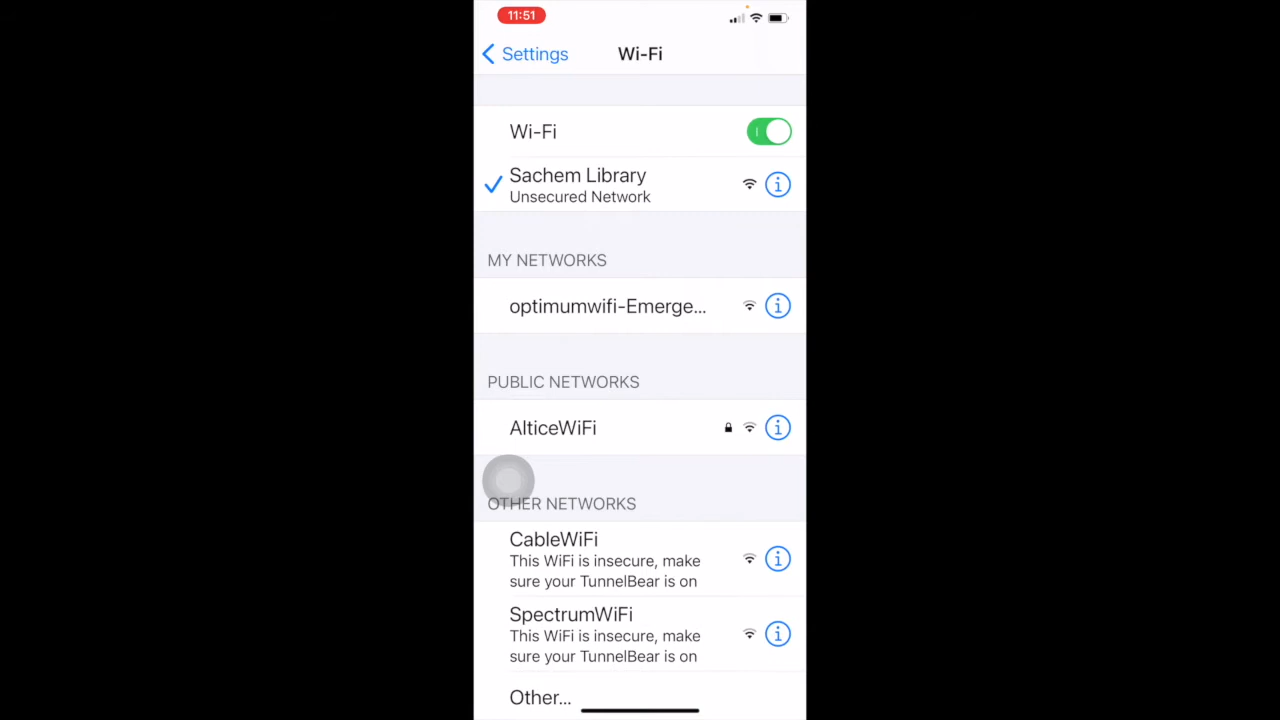 11:51
Settings
Wi-Fi
Wi-Fi
Sachem Library
Unsecured Network
MY NETWORKS
optimumwifi-Emerge...
PUBLIC NETWORKS
AlticeWiFi
OTHER NETWORKS
CableWiFi
This WiFi is insecure, make
sure your TunnelBear is on
SpectrumWiFi
This WiFi is insecure, make
sure your TunnelBear is on
Other...